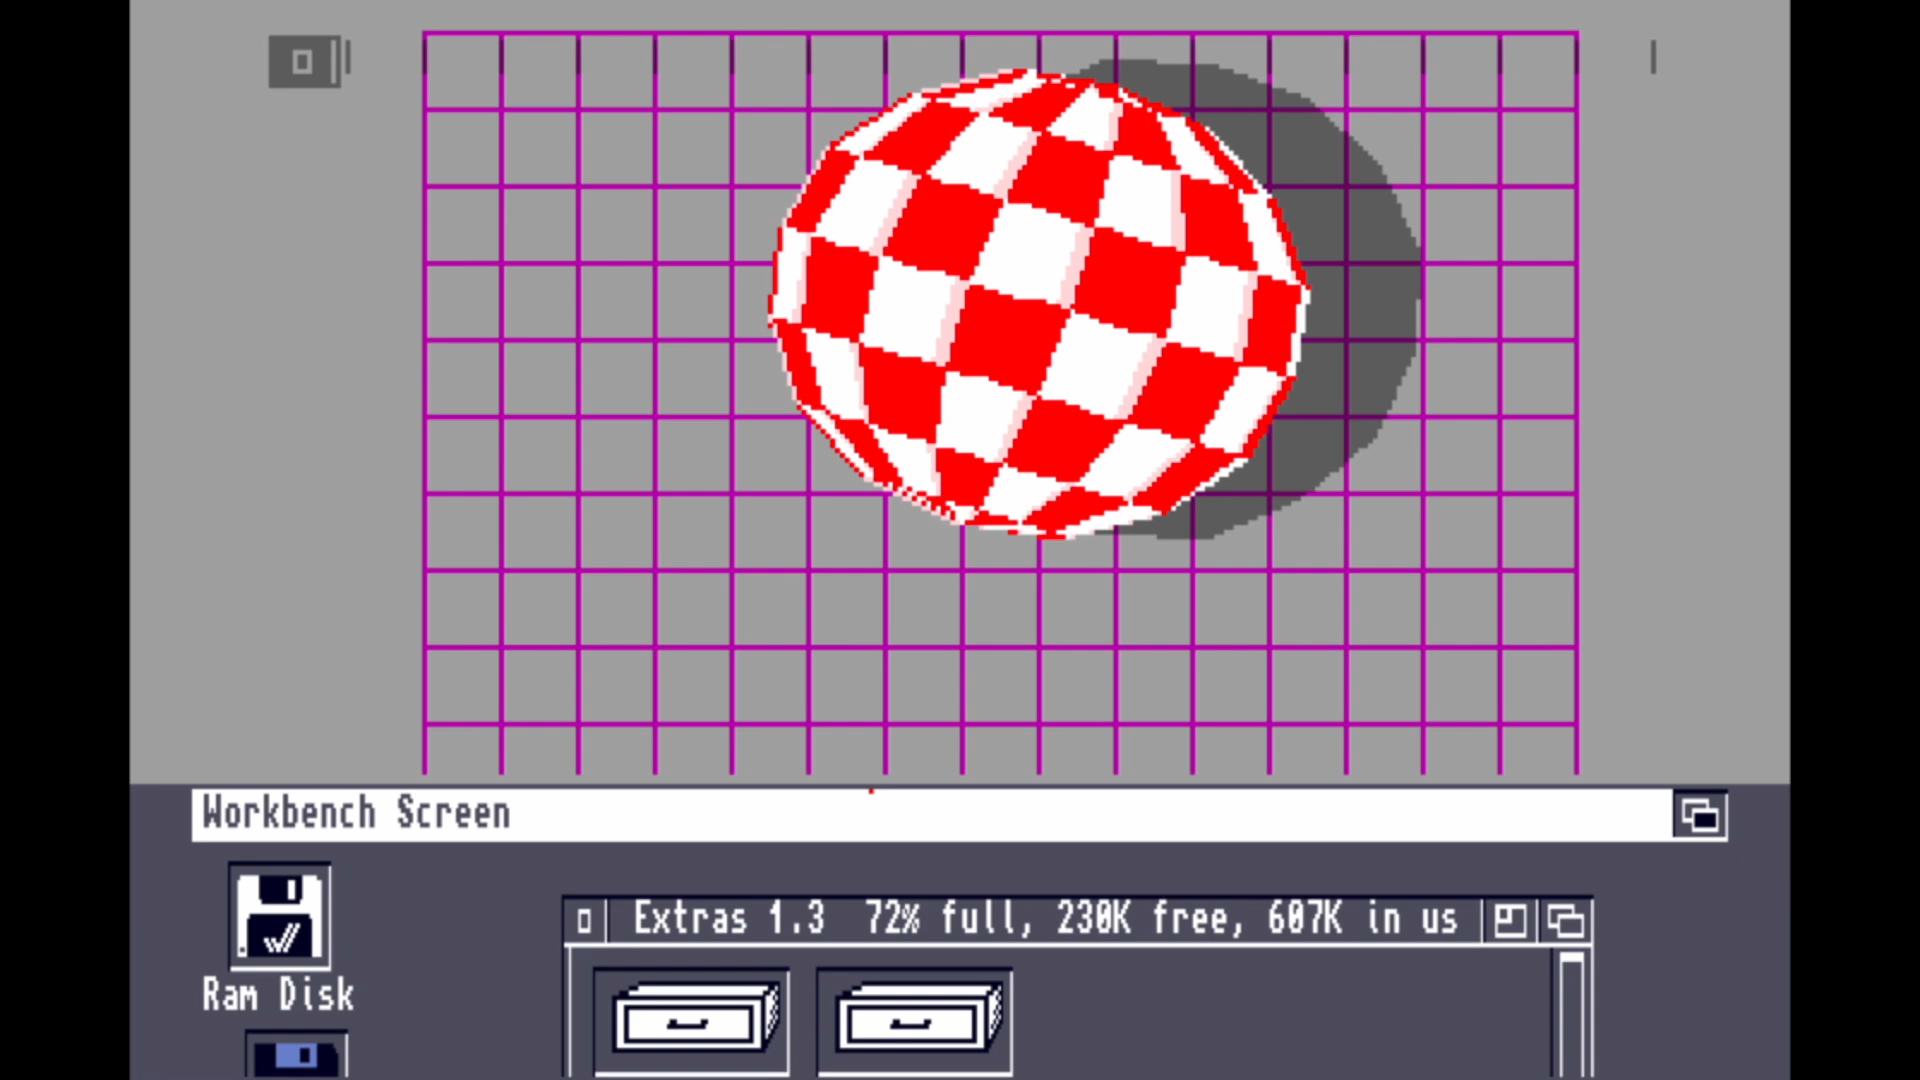 Workbench Screen
Extras 1.3  72% full, 230K free, 607K in us
Ram Disk